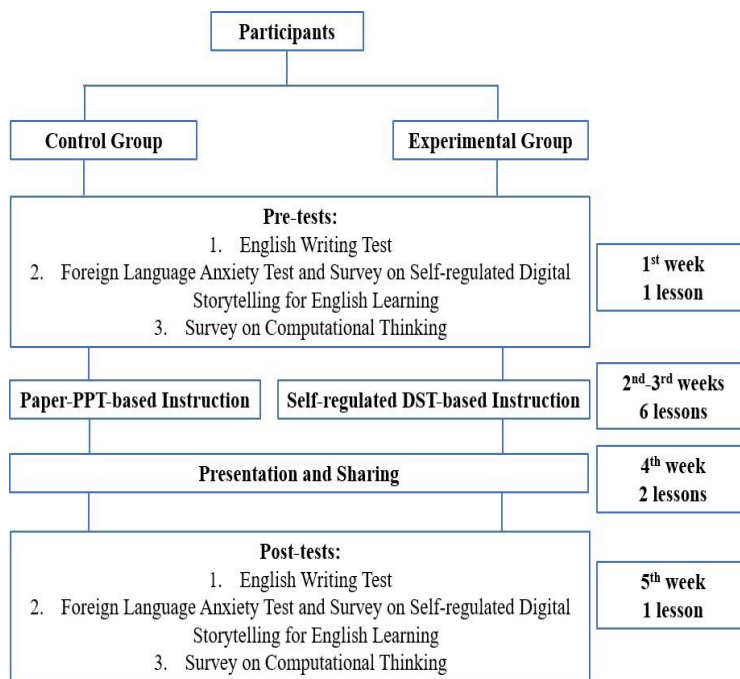 Participants
Control Group
Experimental Group
Pre-tests:
1. English Writing Test
2. Foreign Language Anxiety Test and Survey on Self-regulated Digital
Storytelling for English Learning
3. Survey on Computational Thinking
1st week
1 lesson
Paper-PPT-based Instruction
Self-regulated DST-based Instruction
2nd-3rd weeks
6 lessons
Presentation and Sharing
4th week
2 lessons
Post-tests:
1. English Writing Test
2. Foreign Language Anxiety Test and Survey on Self-regulated Digital
Storytelling for English Learning
3. Survey on Computational Thinking
5th week
1 lesson